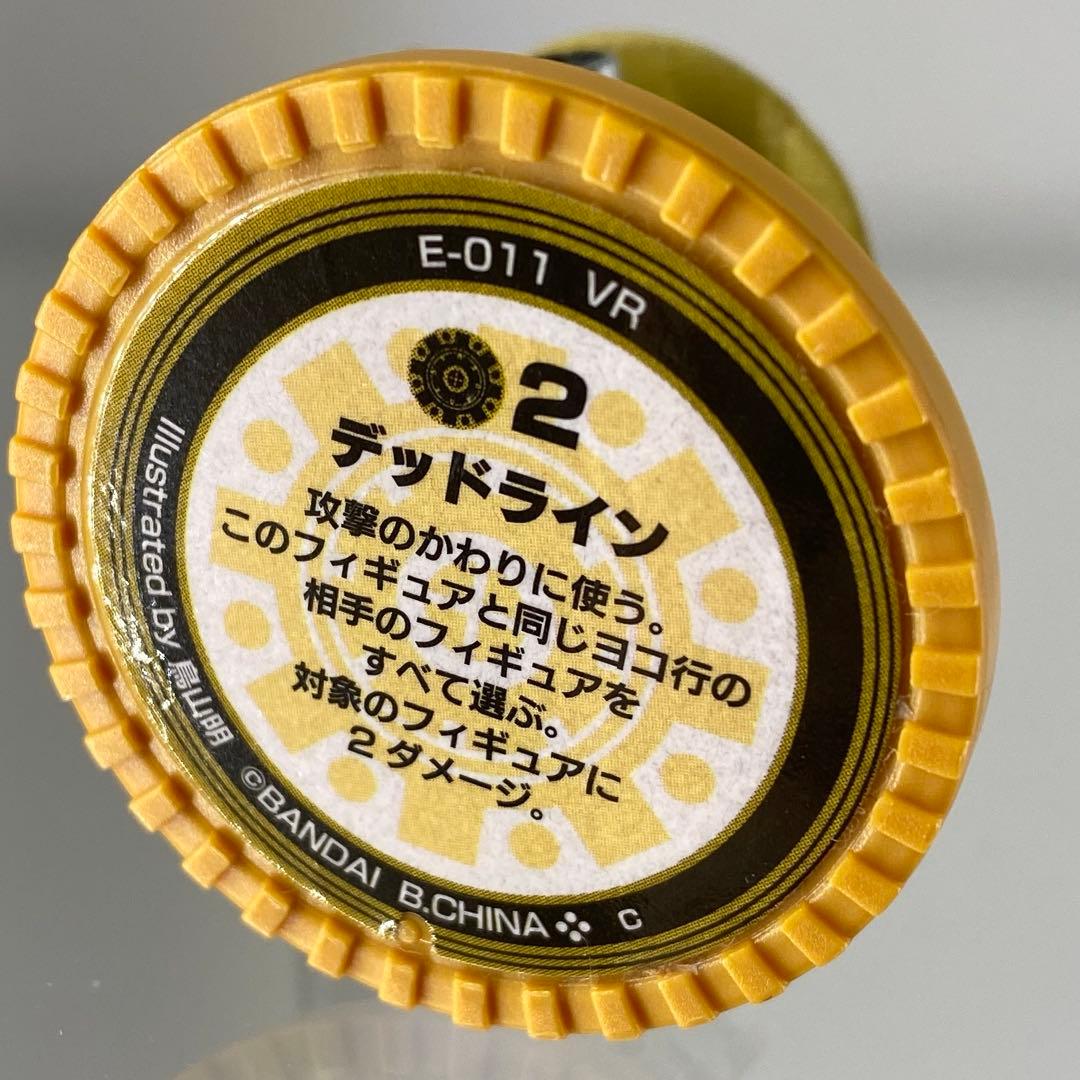 E-011 VR
2
デッドライン
攻撃のかわりに使う。
このフィギュアと同じヨコ行の
相手のフィギュアを
すべて選ぶ。
対象のフィギュアに
2ダメージ。
Illustrated by 鳥山明
©BANDAI B.CHINA C